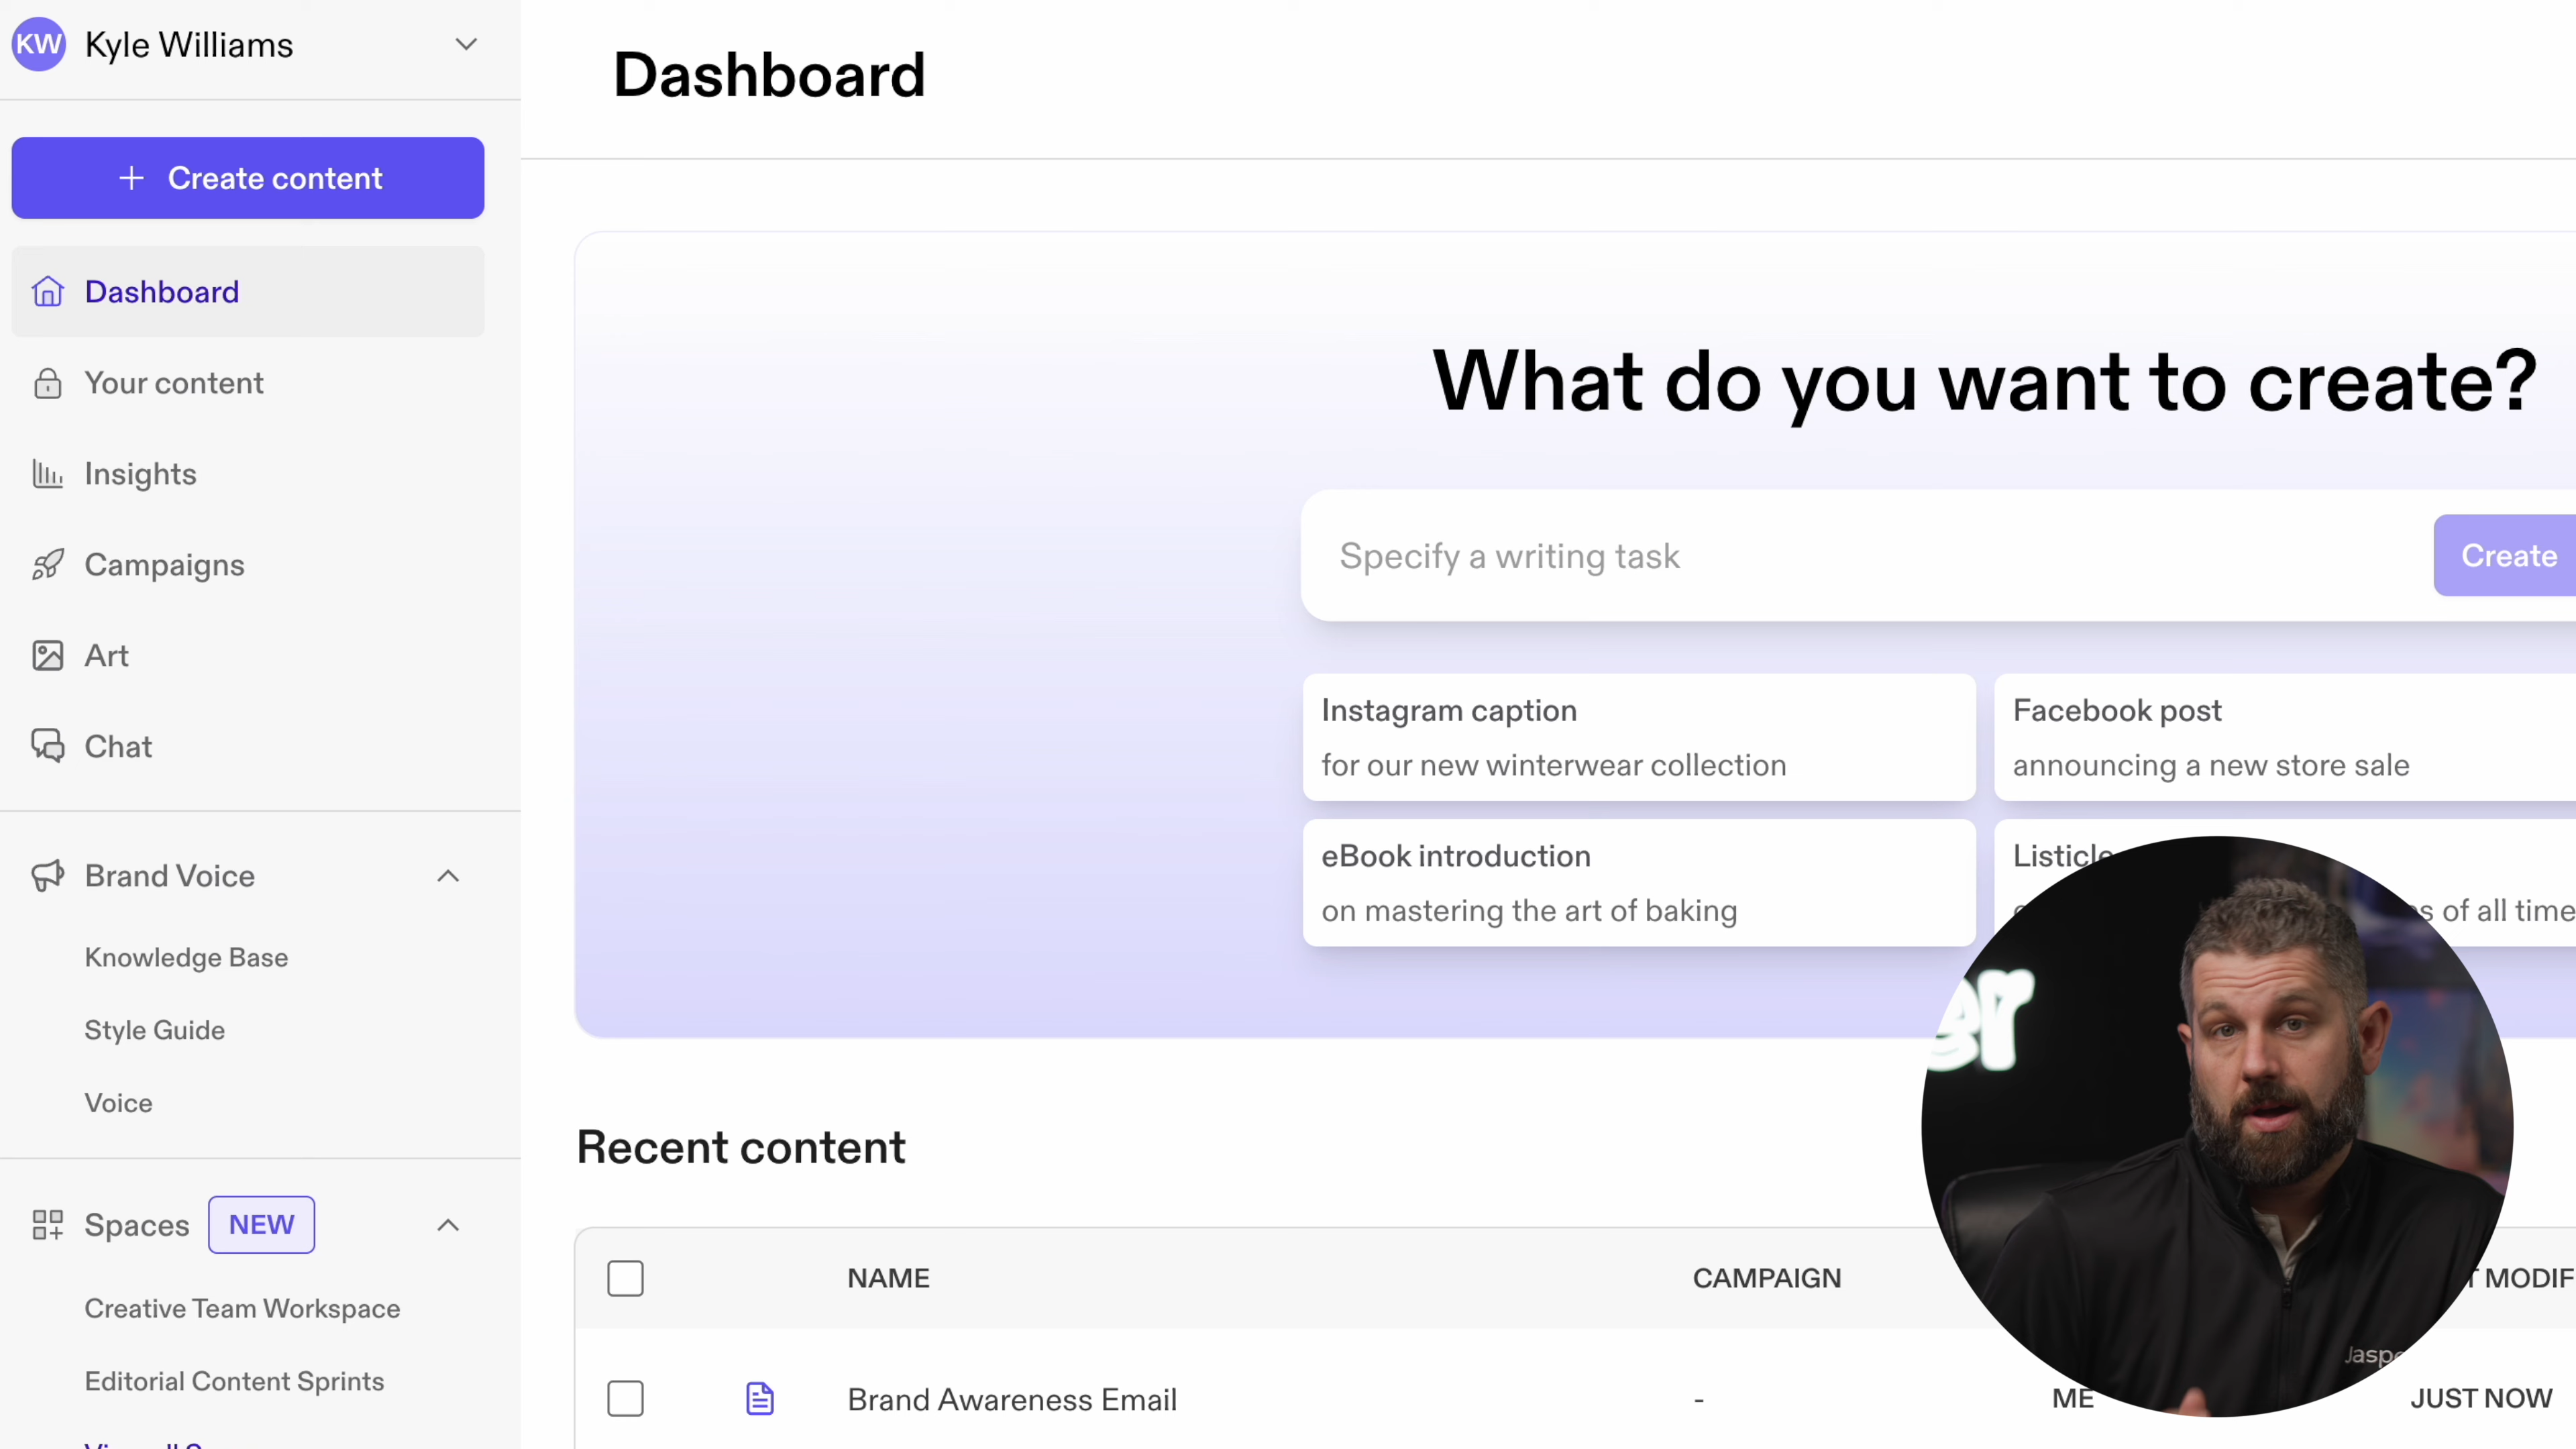 KW Kyle Williams
+ Create content
Dashboard
Your content
Insights
Campaigns
Art
Chat
Brand Voice
Knowledge Base
Style Guide
Voice
Spaces NEW
Creative Team Workspace
Editorial Content Sprints
Dashboard
What do you want to create?
Specify a writing task
Create
Instagram caption
for our new winterwear collection
Facebook post
announcing a new store sale
eBook introduction
on mastering the art of baking
Listicle
of all time
Recent content
NAME CAMPAIGN MODIF
Brand Awareness Email - ME JUST NOW